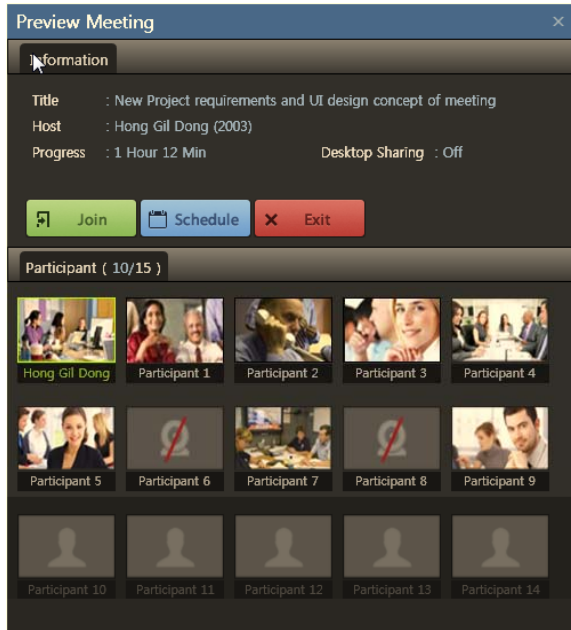 Preview Meeting
Information
Title : New Project requirements and UI design concept of meeting
Host : Hong Gil Dong (2003)
Progress : 1 Hour 12 Min Desktop Sharing : Off
Join Schedule Exit
Participant ( 10/15 )
Hong Gil Dong Participant 1 Participant 2 Participant 3 Participant 4
Participant 5 Participant 6 Participant 7 Participant 8 Participant 9
Participant 10 Participant 11 Participant 12 Participant 13 Participant 14